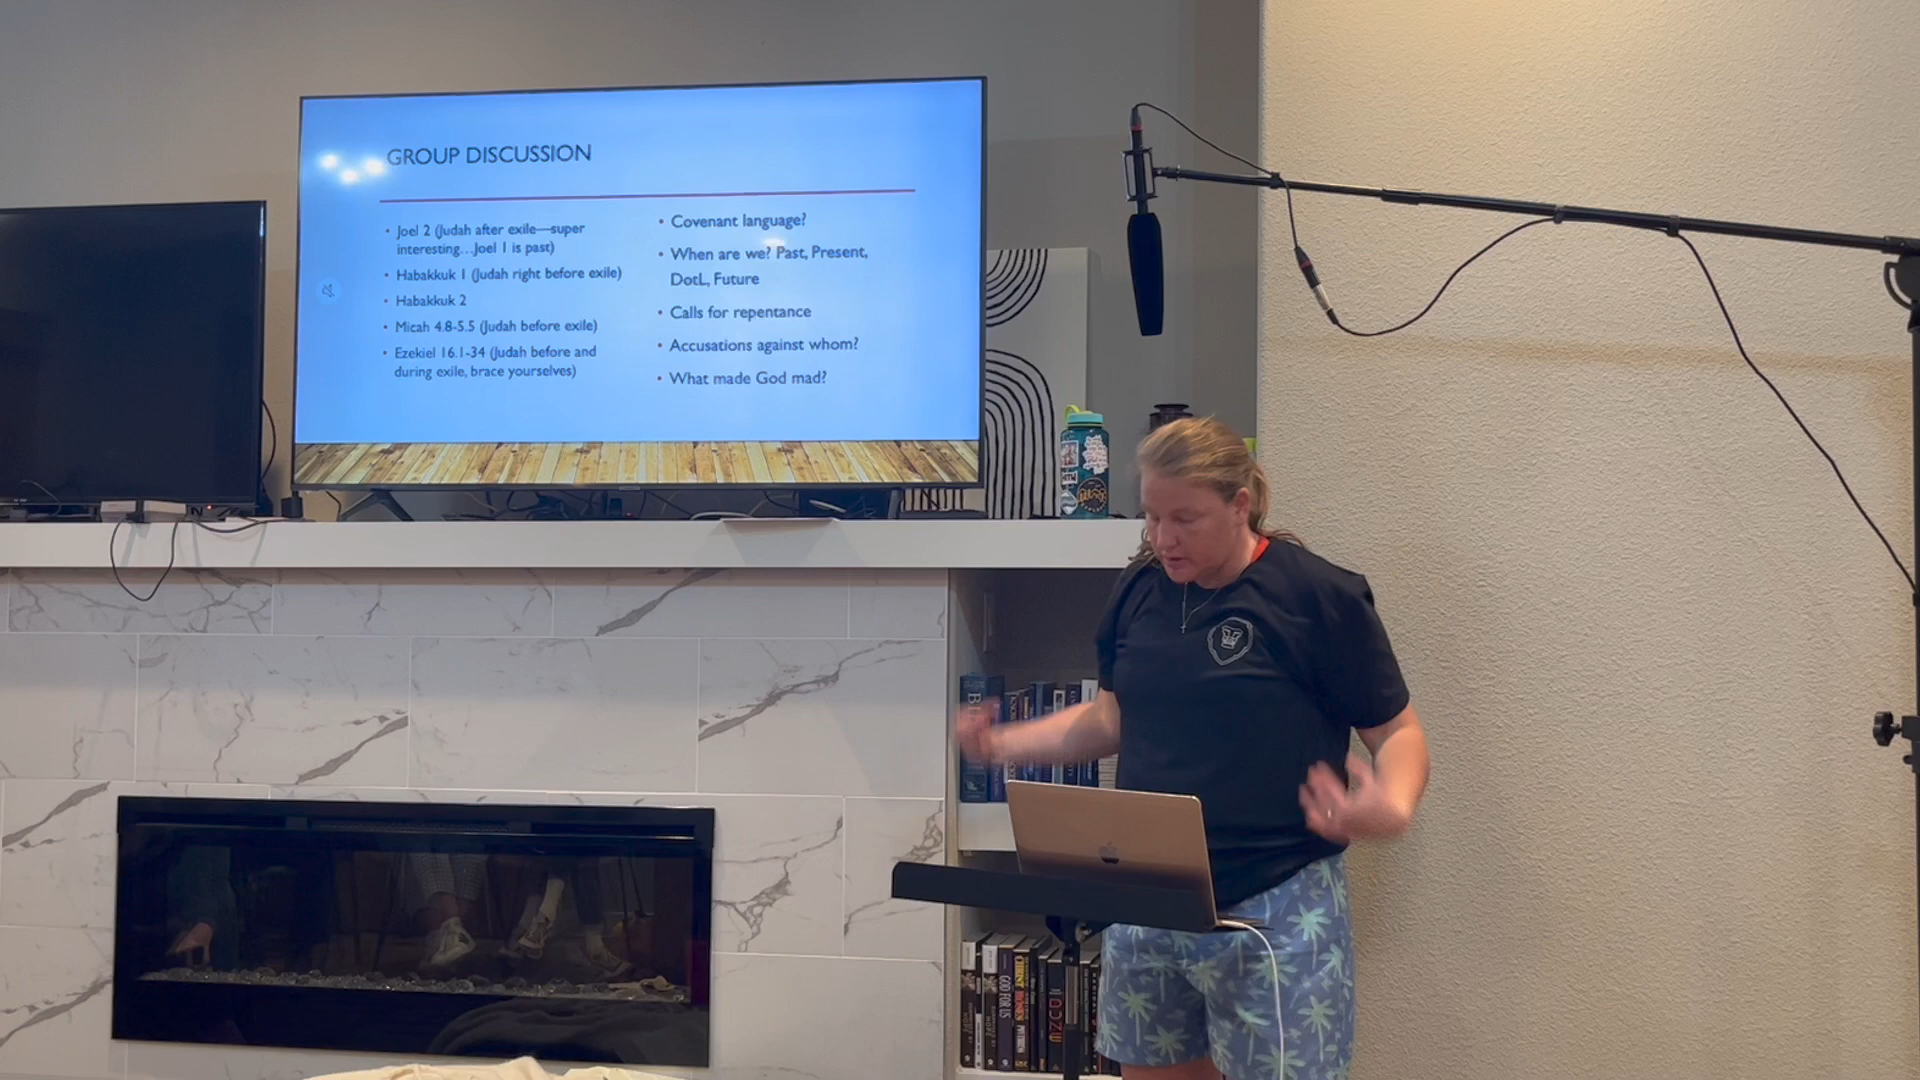 GROUP DISCUSSION
• Joel 2 (Judah after exile—super
interesting…Joel 1 is past)
• Habakkuk 1 (Judah right before exile)
• Habakkuk 2
• Micah 4.8-5.5 (Judah before exile)
• Ezekiel 16.1-34 (Judah before and
during exile, brace yourselves)
• Covenant language?
• When are we? Past, Present,
DotL, Future
• Calls for repentance
• Accusations against whom?
• What made God mad?
GOD FOR US
DUNE